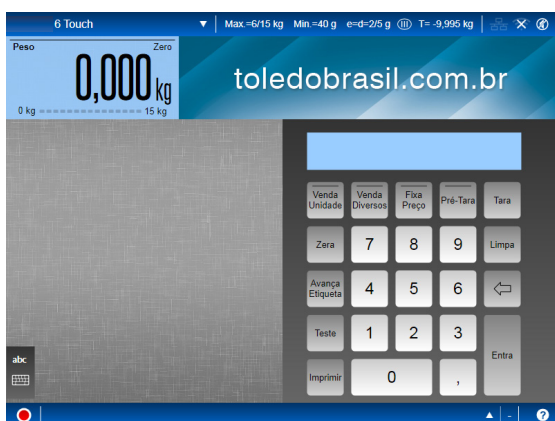 6 Touch
Max.=6/15 kg Min.=40 g e=d=2/5 g III T= -9,995 kg
Peso Zero
0,000 kg
0 kg 15 kg
toledobrasil.com.br
Venda Unidade
Venda Diversos
Fixa Preço
Pré-Tara
Tara
Zera
7
8
9
Limpa
Avança Etiqueta
4
5
6
Teste
1
2
3
Entra
Imprimir
0
,
abc
-
?